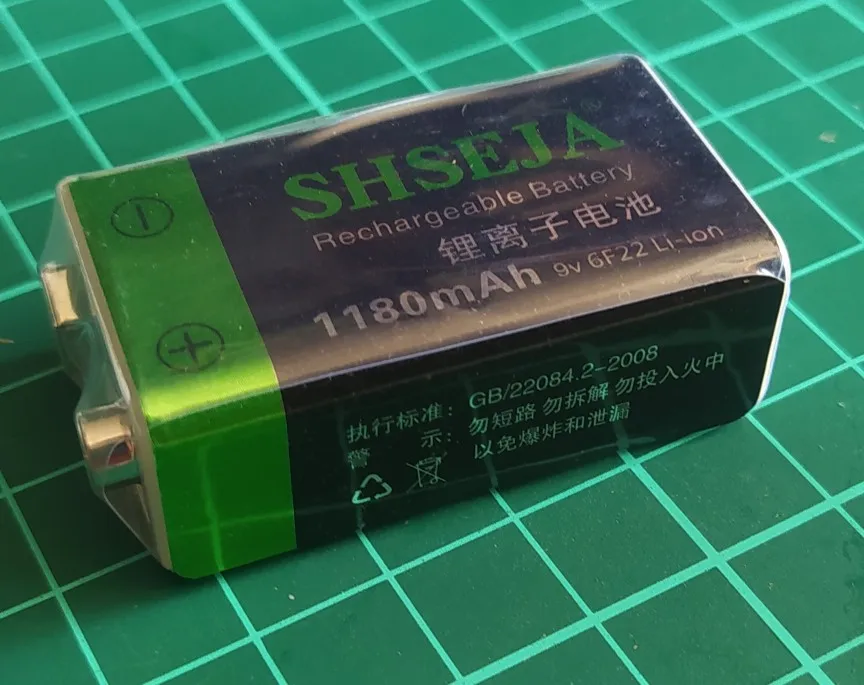 SHSEJA®
Rechargeable Battery
锂离子电池
1180mAh 9v 6F22 Li-ion
执行标准: GB/22084.2-2008
警 示: 勿短路 勿拆解 勿投入火中
以免爆炸和泄漏